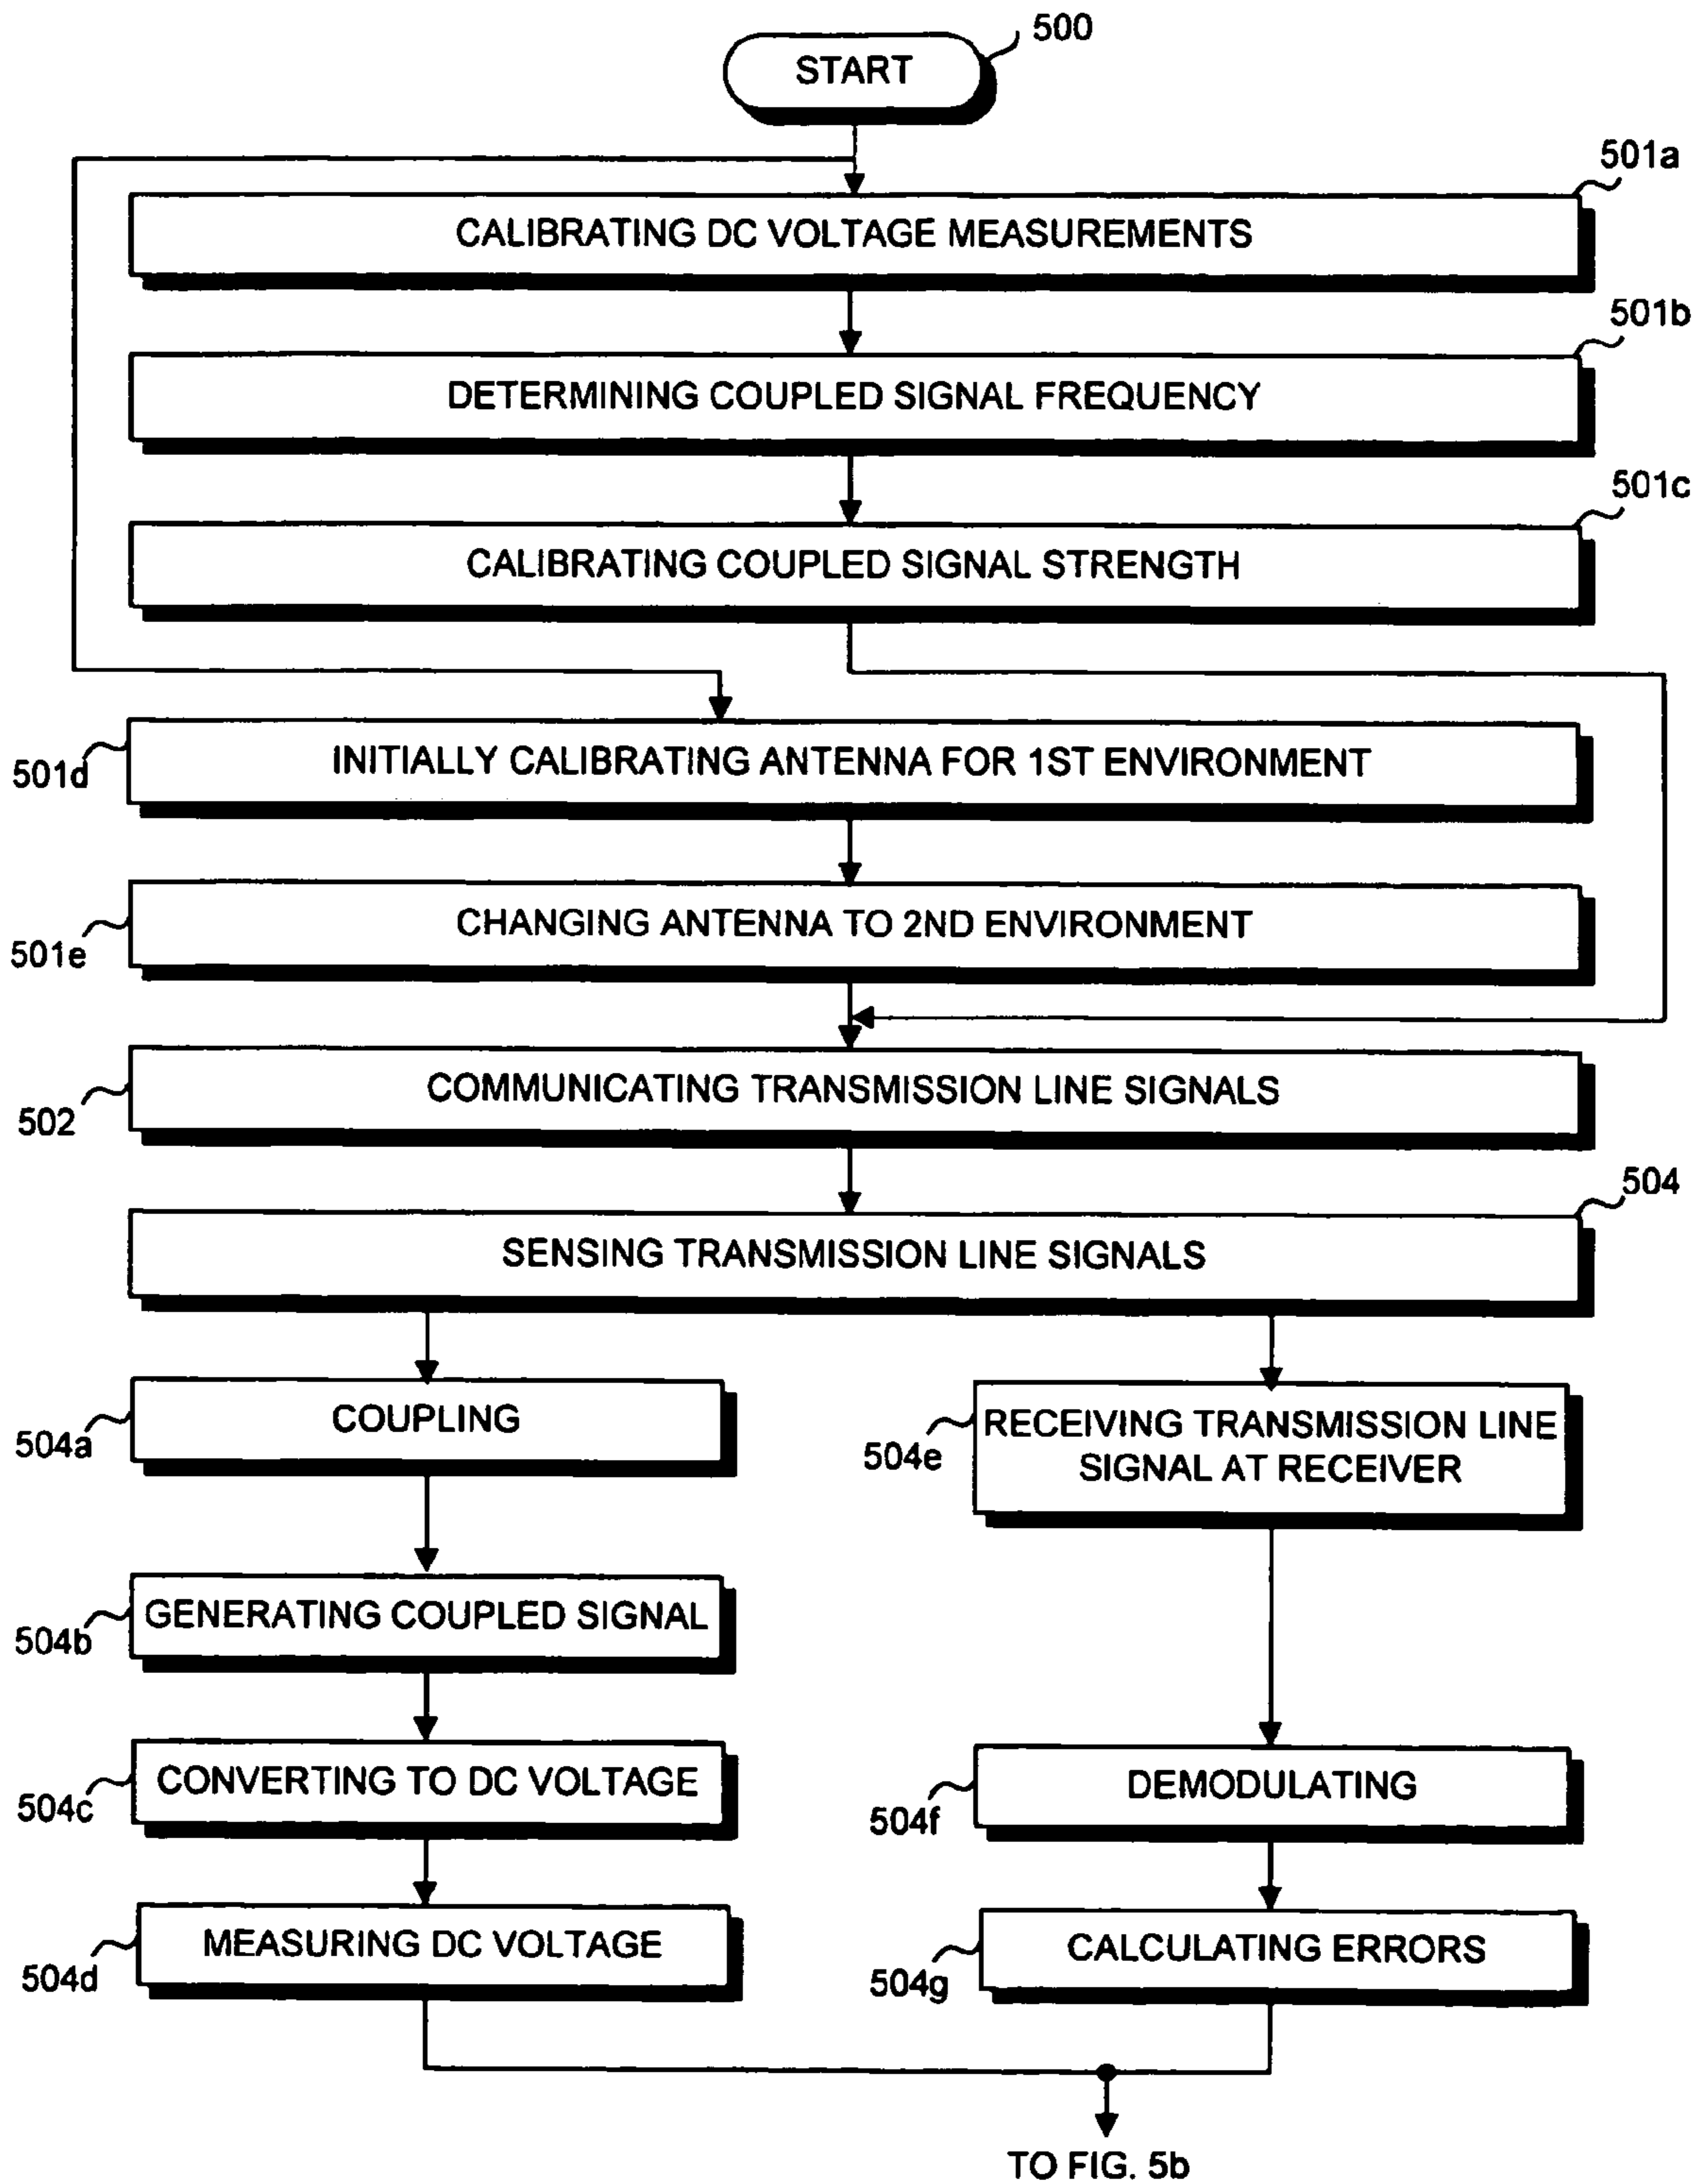 500
START
501a
CALIBRATING DC VOLTAGE MEASUREMENTS
501b
DETERMINING COUPLED SIGNAL FREQUENCY
501c
CALIBRATING COUPLED SIGNAL STRENGTH
501d
INITIALLY CALIBRATING ANTENNA FOR 1ST ENVIRONMENT
501e
CHANGING ANTENNA TO 2ND ENVIRONMENT
502
COMMUNICATING TRANSMISSION LINE SIGNALS
504
SENSING TRANSMISSION LINE SIGNALS
504a
COUPLING
504b
GENERATING COUPLED SIGNAL
504c
CONVERTING TO DC VOLTAGE
504d
MEASURING DC VOLTAGE
504e
RECEIVING TRANSMISSION LINE
SIGNAL AT RECEIVER
504f
DEMODULATING
504g
CALCULATING ERRORS
TO FIG. 5b